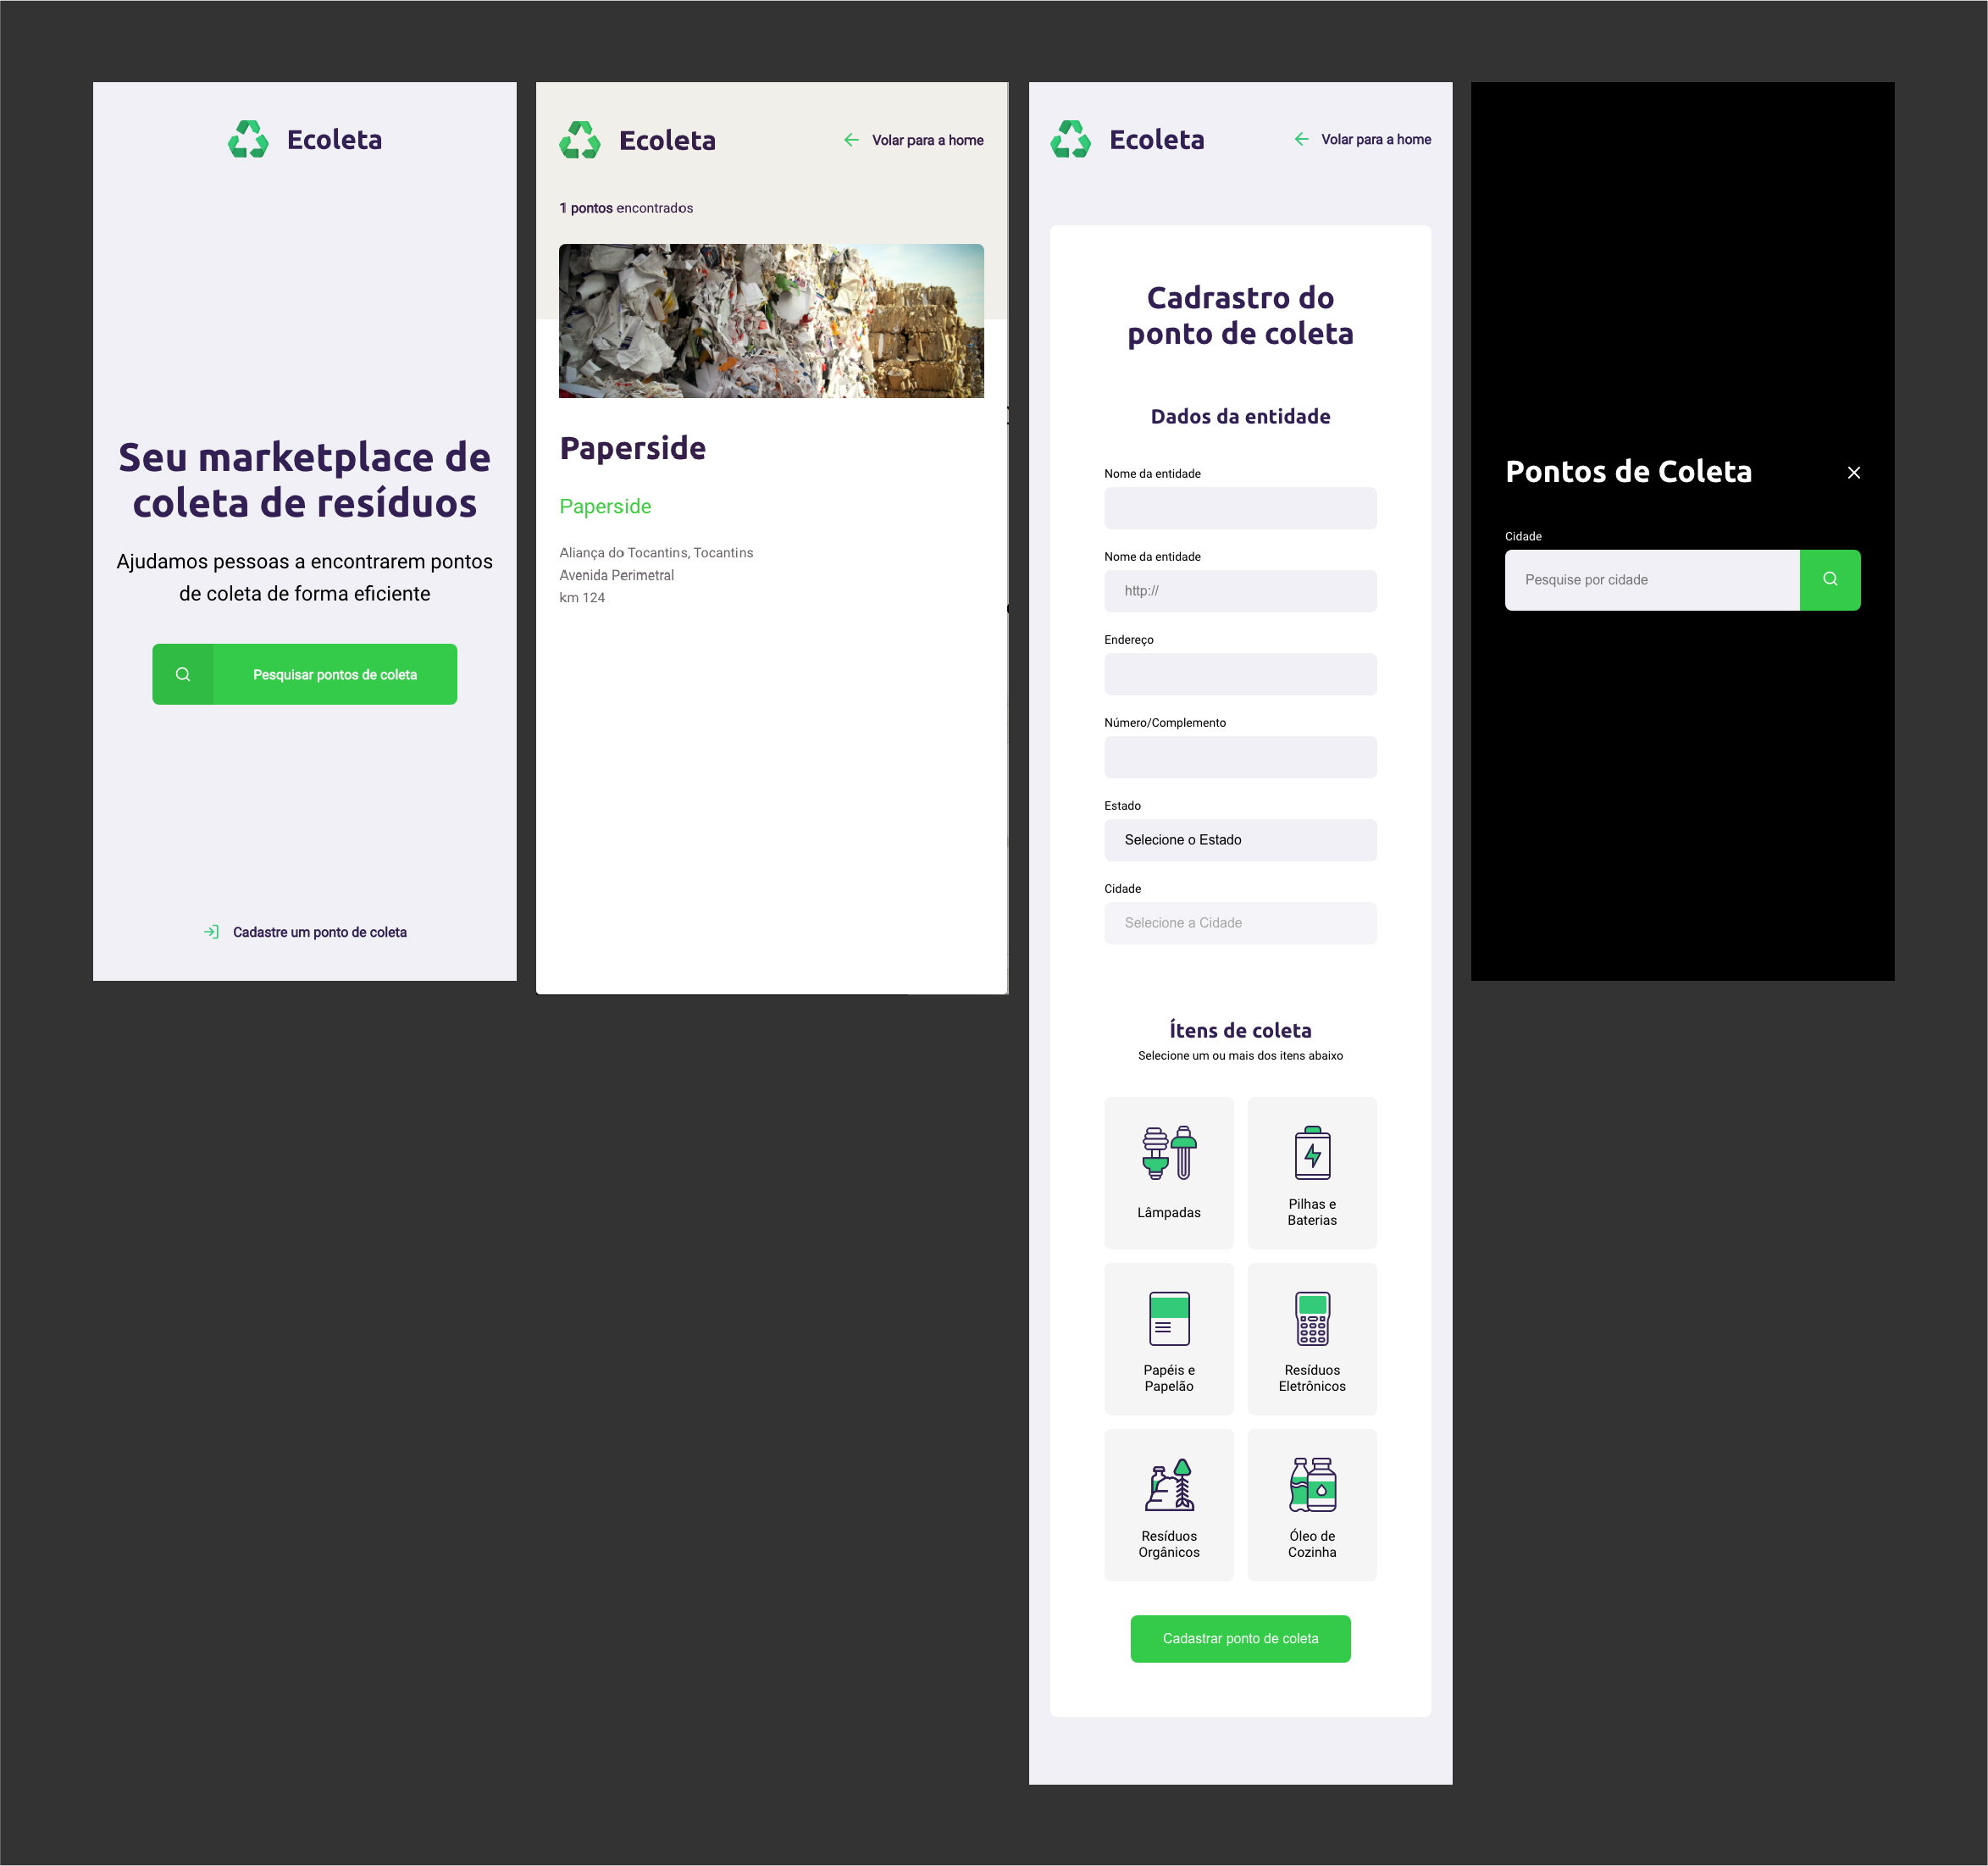 Ecoleta
Seu marketplace de
coleta de resíduos
Ajudamos pessoas a encontrarem pontos
de coleta de forma eficiente
Pesquisar pontos de coleta
Cadastre um ponto de coleta
Ecoleta
Volar para a home
1 pontos encontrados
Paperside
Paperside
Aliança do Tocantins, Tocantins
Avenida Perimetral
km 124
Ecoleta
Volar para a home
Cadrastro do
ponto de coleta
Dados da entidade
Nome da entidade
Nome da entidade
http://
Endereço
Número/Complemento
Estado
Selecione o Estado
Cidade
Selecione a Cidade
Ítens de coleta
Selecione um ou mais dos itens abaixo
Lâmpadas
Pilhas e
Baterias
Papéis e
Papelão
Resíduos
Eletrônicos
Resíduos
Orgânicos
Óleo de
Cozinha
Cadastrar ponto de coleta
Pontos de Coleta
Cidade
Pesquise por cidade